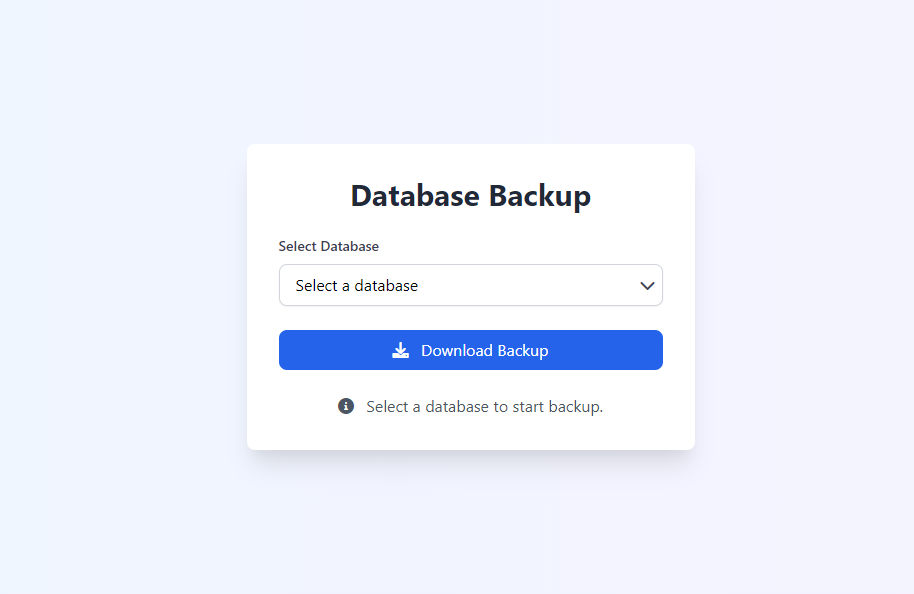 Database Backup
Select Database
Select a database
Download Backup
Select a database to start backup.